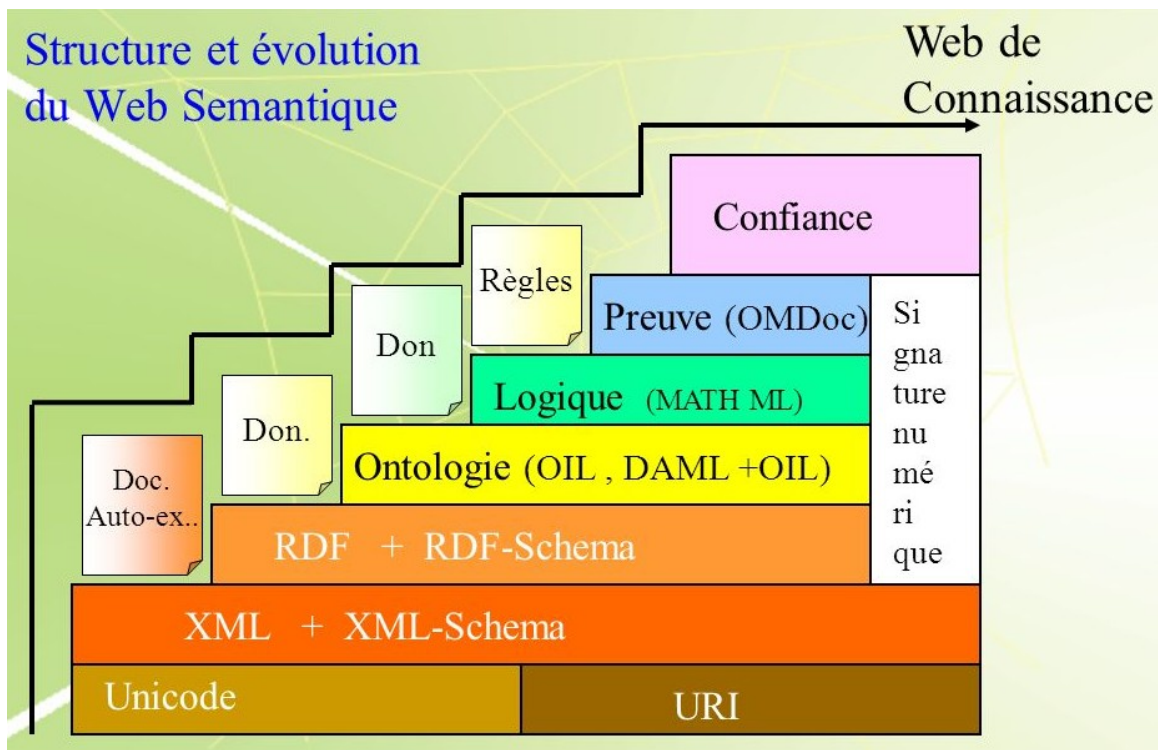 Structure et évolution
du Web Semantique
Web de
Connaissance
Confiance
Règles
Preuve (OMDoc)
Si
gna
ture
nu
mé
ri
que
Don
Logique (MATH ML)
Don.
Ontologie (OIL , DAML +OIL)
Doc.
Auto-ex..
RDF + RDF-Schema
XML + XML-Schema
Unicode
URI